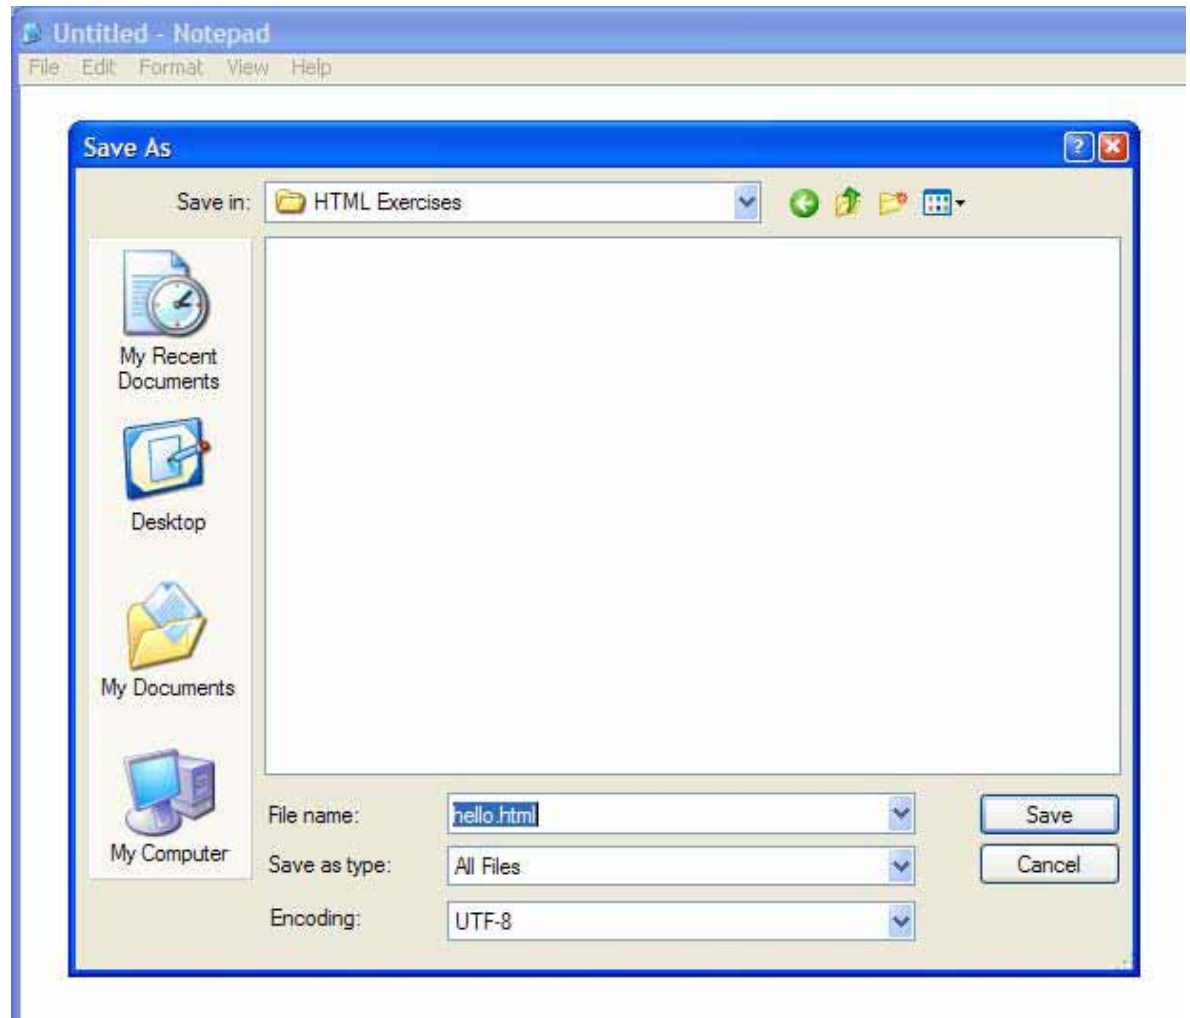 Untitled - Notepad
File Edit Format View Help
Save As
?
Save in: HTML Exercises
My Recent
Documents
Desktop
My Documents
My Computer
File name: hello.html Save
Save as type: All Files Cancel
Encoding: UTF-8